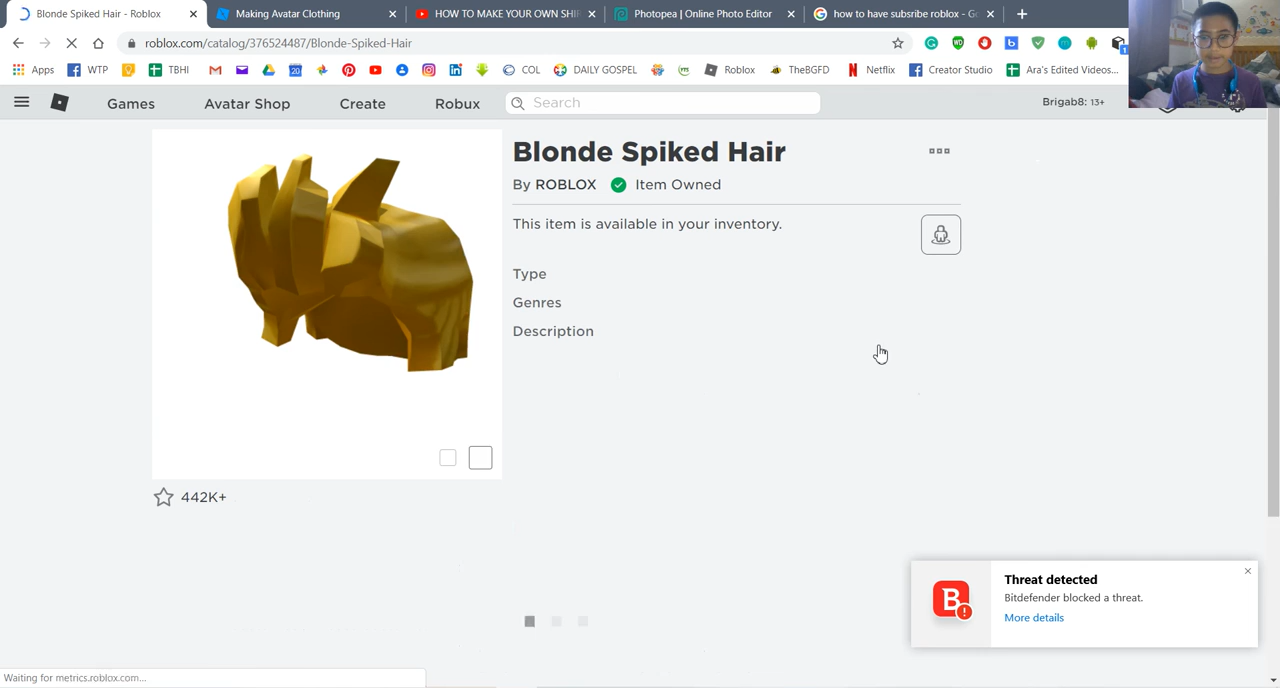 Blonde Spiked Hair - Roblox
Making Avatar Clothing
HOW TO MAKE YOUR OWN SHI
Photopea | Online Photo Editor
how to have subsribe roblox - G
roblox.com/catalog/376524487/Blonde-Spiked-Hair
1
Apps
WTP
TBHI
20
COL
DAILY GOSPEL
Roblox
TheBGFD
Netflix
Creator Studio
Ara's Edited Videos...
Games
Avatar Shop
Create
Robux
Search
Brigab8: 13+
Blonde Spiked Hair
By ROBLOX
Item Owned
This item is available in your inventory.
Type
Genres
Description
442K+
B
Threat detected
Bitdefender blocked a threat.
More details
Waiting for metrics.roblox.com...